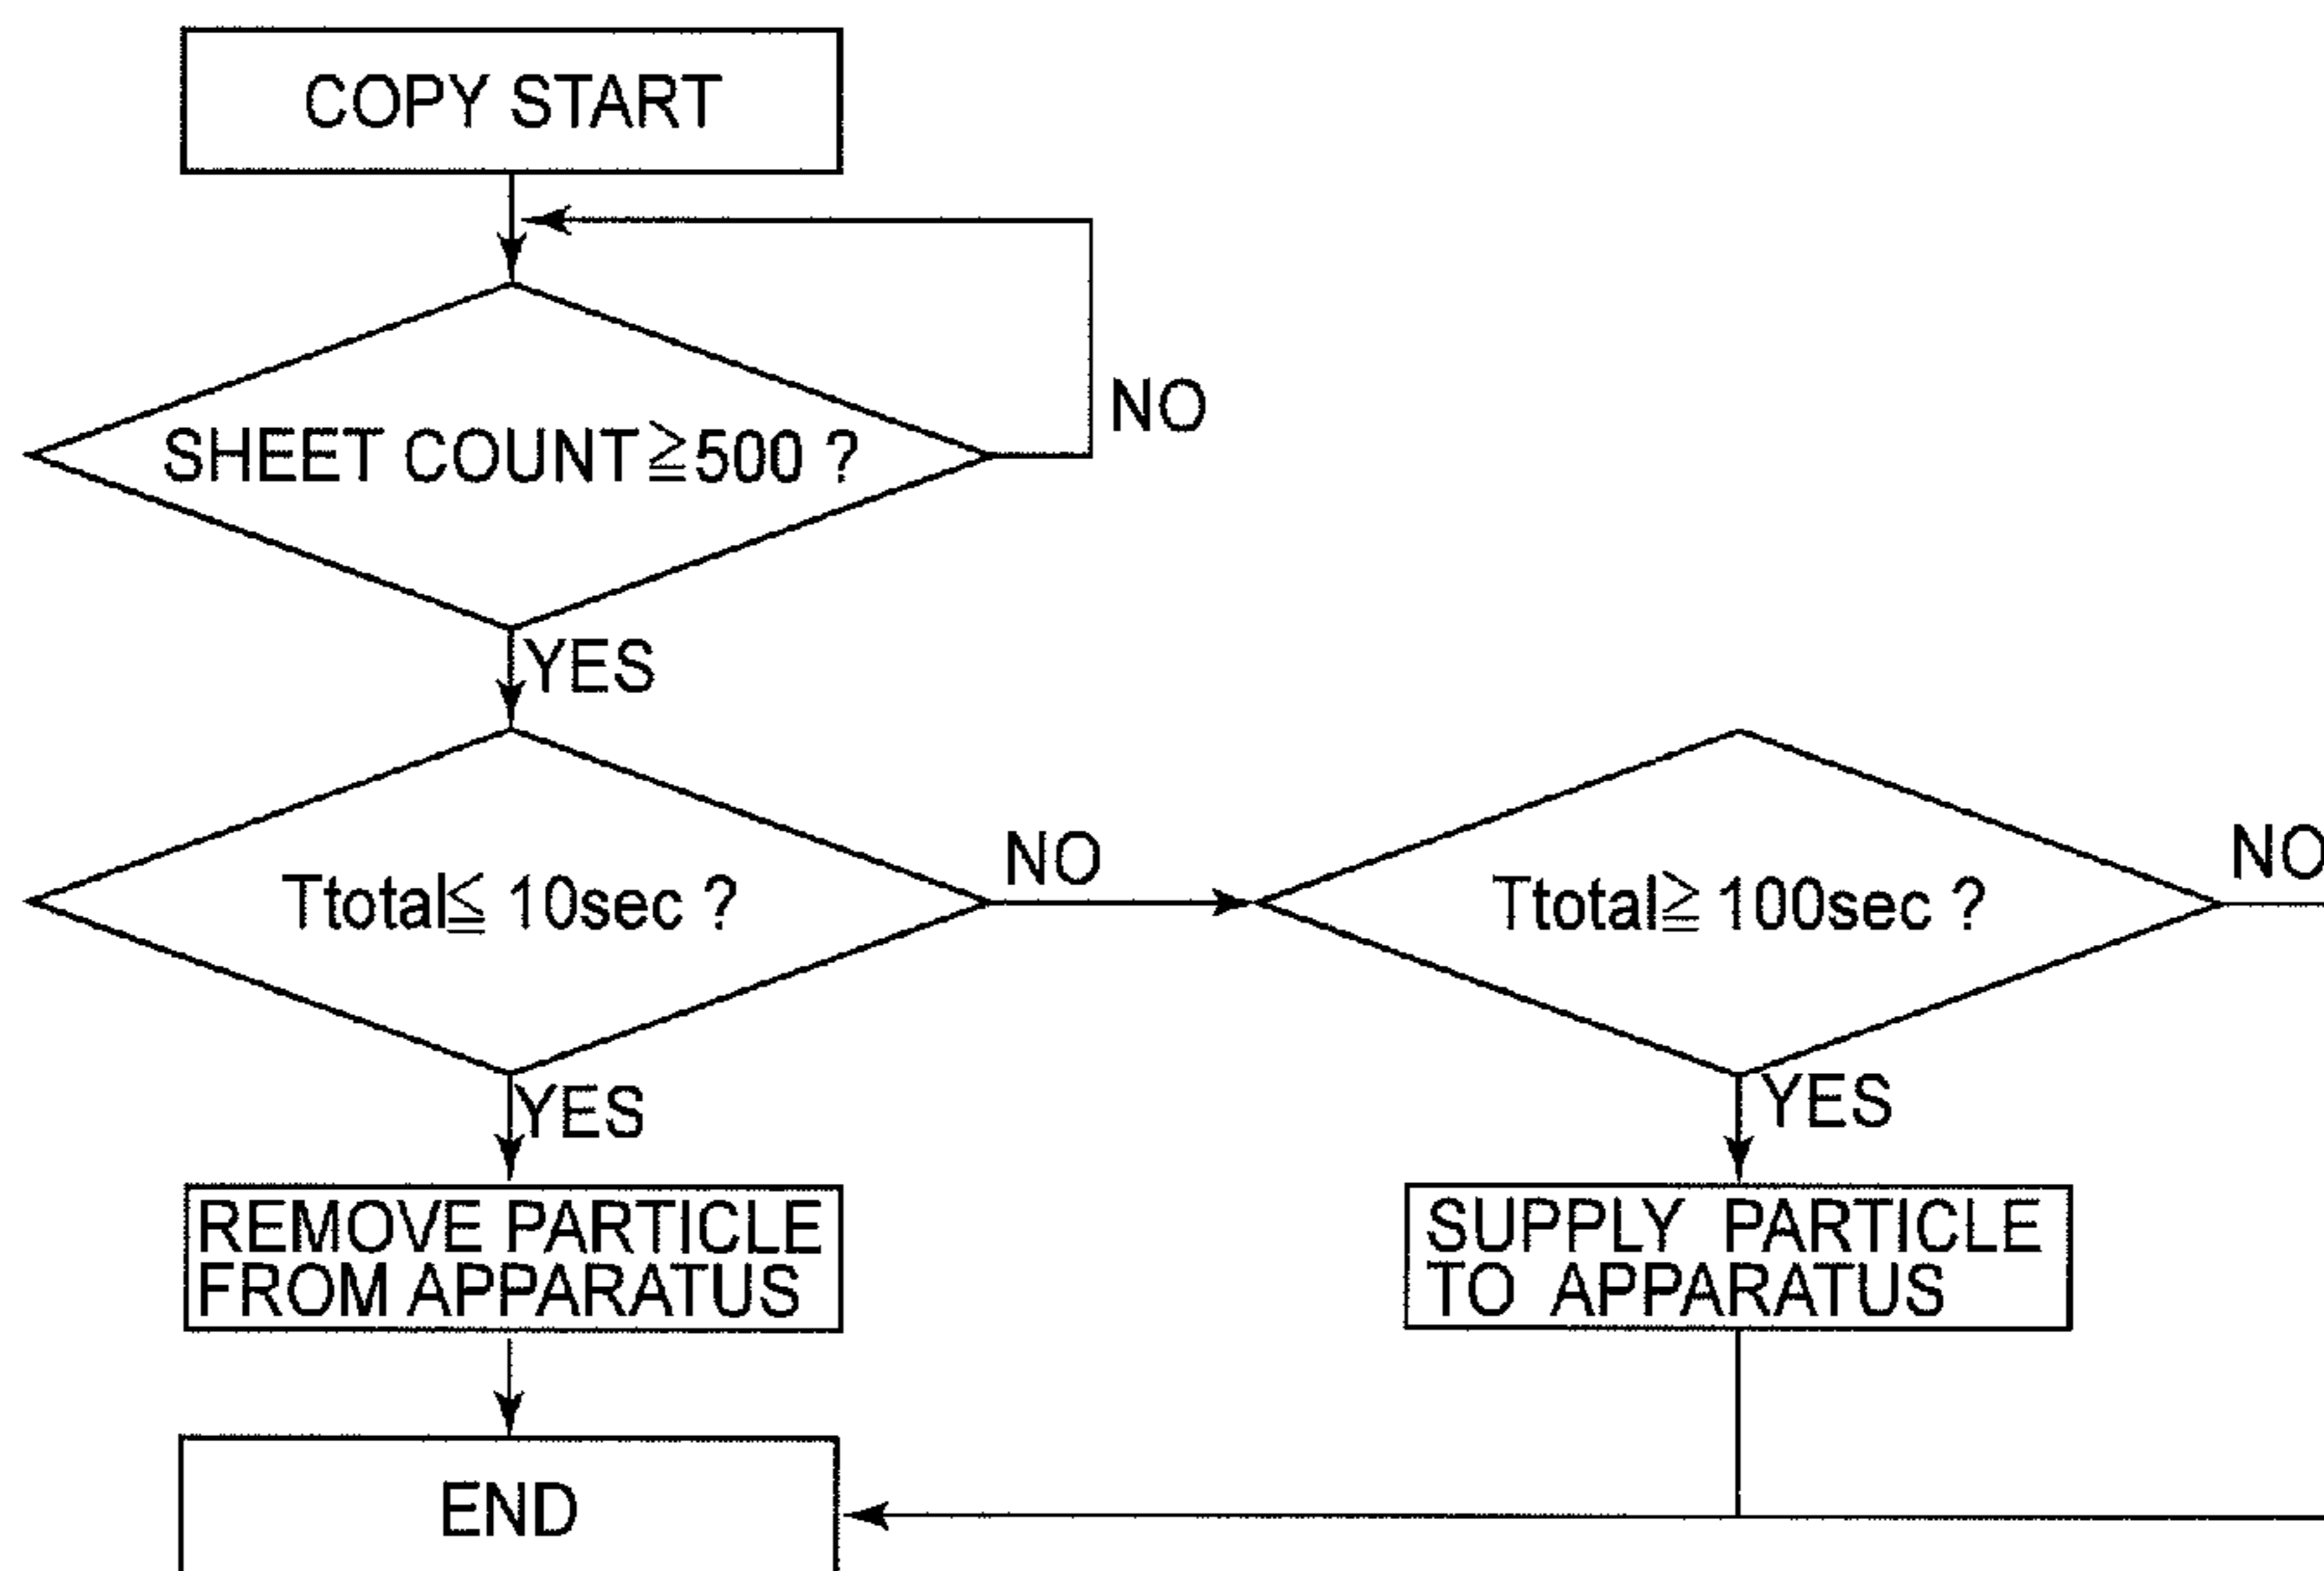 COPY START
SHEET COUNT≧500 ?
NO
YES
Ttotal≦ 10sec ?
NO
Ttotal≧ 100sec ?
NO
YES
YES
REMOVE PARTICLE
FROM APPARATUS
SUPPLY PARTICLE
TO APPARATUS
END